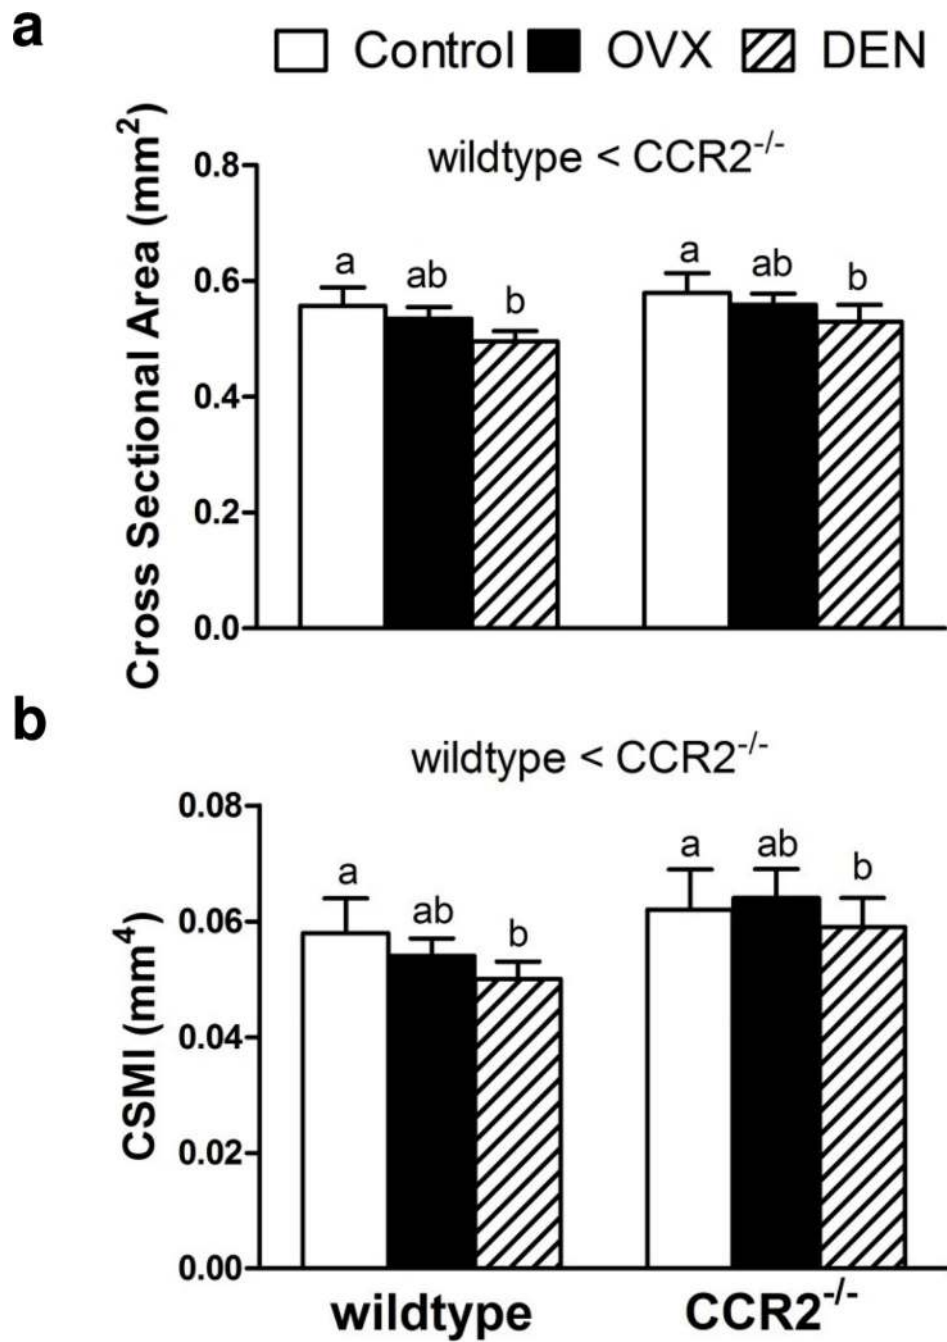 a
Control OVX DEN
wildtype < CCR2-/-
Cross Sectional Area (mm2)
0.8
0.6
0.4
0.2
0.0
a
ab
b
a
ab
b
b
wildtype < CCR2-/-
CSMI (mm4)
0.08
0.06
0.04
0.02
0.00
a
ab
b
a
ab
b
wildtype CCR2-/-